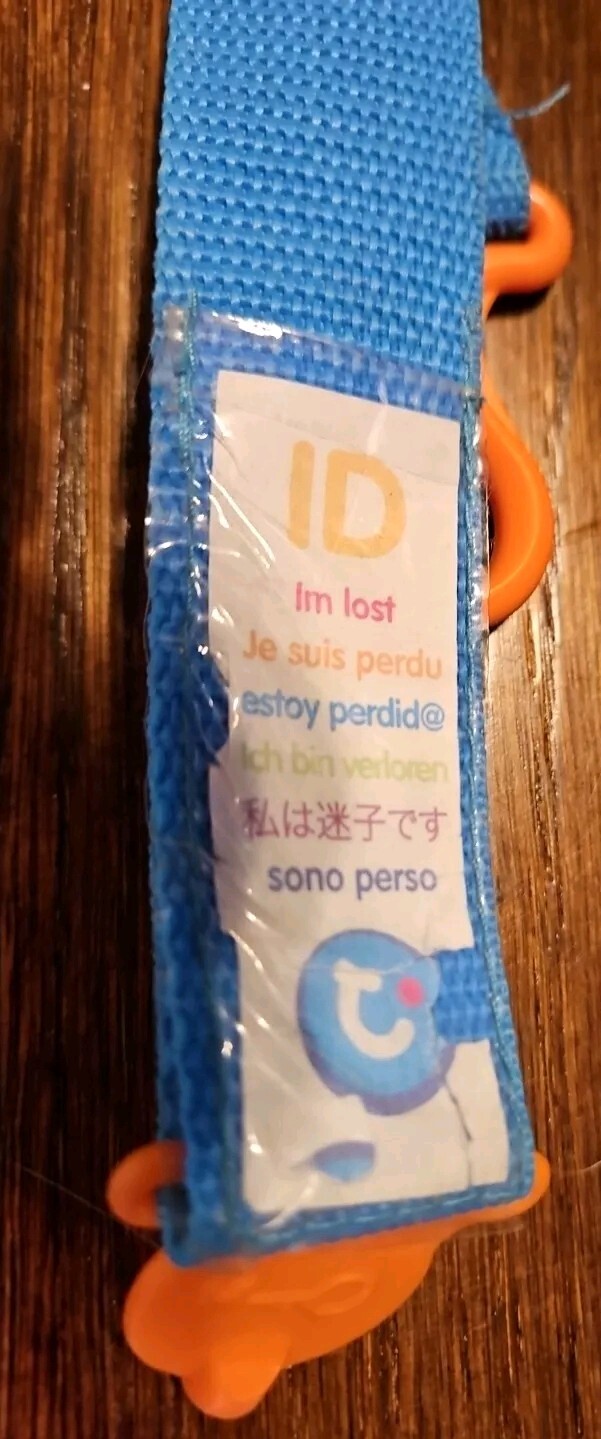 ID
Im lost
Je suis perdu
estoy perdid@
Ich bin verloren
私は迷子です
sono perso